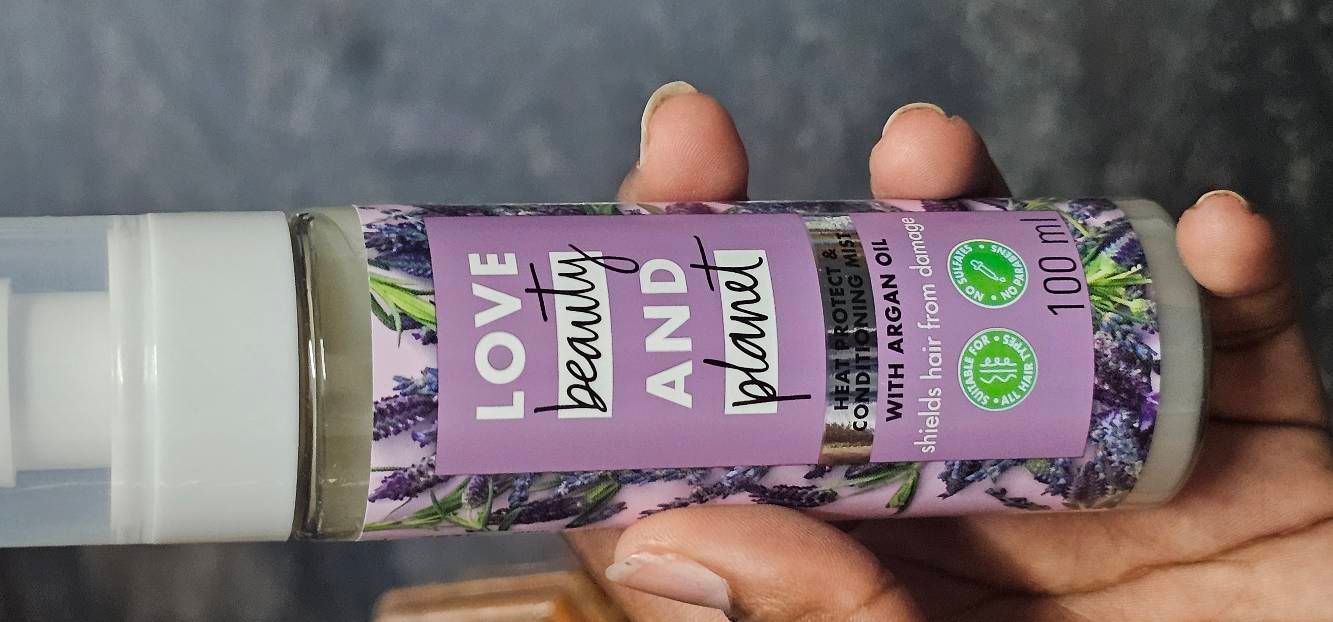 LOVE
beauty
AND
planet
HEAT PROTECT &
CONDITIONING MIST
WITH ARGAN OIL
shields hair from damage
SUITABLE FOR • ALL HAIR TYPES •
NO SULFATES • NO PARABENS •
100 ml